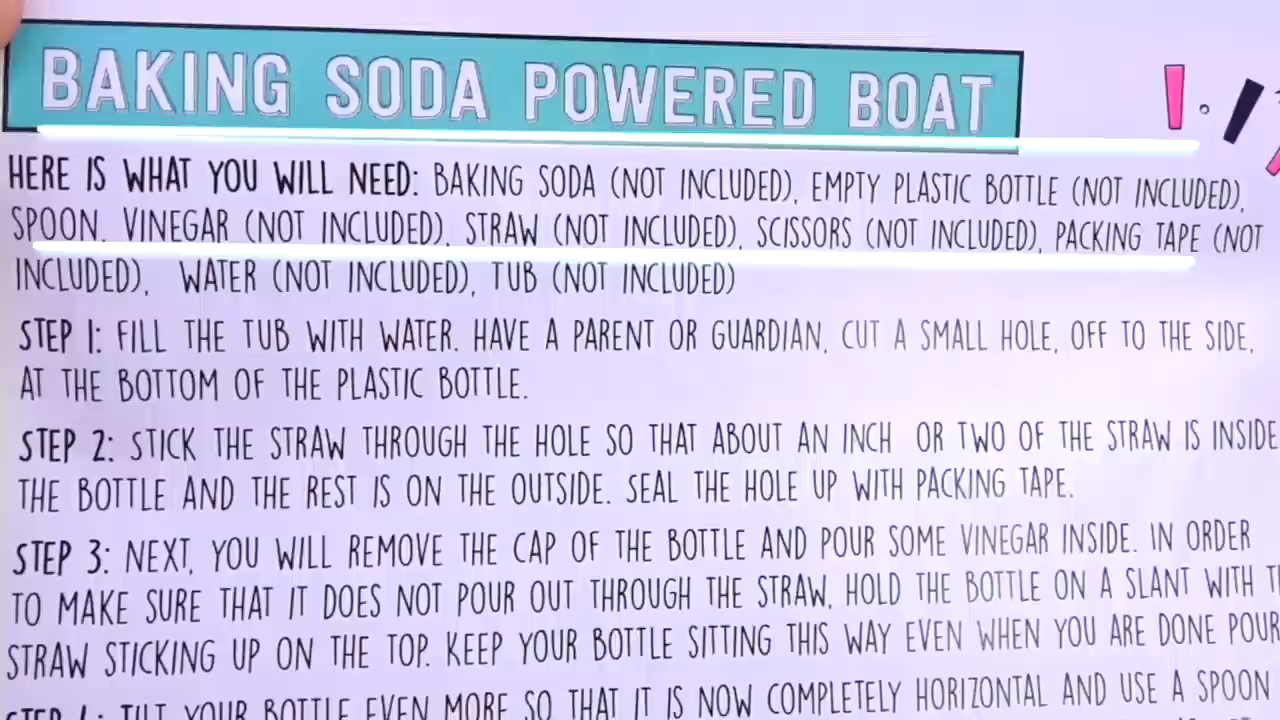 BAKING SODA POWERED BOAT
HERE IS WHAT YOU WILL NEED: BAKING SODA (NOT INCLUDED), EMPTY PLASTIC BOTTLE (NOT INCLUDED),
SPOON, VINEGAR (NOT INCLUDED), STRAW (NOT INCLUDED), SCISSORS (NOT INCLUDED), PACKING TAPE (NOT
INCLUDED), WATER (NOT INCLUDED), TUB (NOT INCLUDED)
STEP 1: FILL THE TUB WITH WATER. HAVE A PARENT OR GUARDIAN, CUT A SMALL HOLE, OFF TO THE SIDE,
AT THE BOTTOM OF THE PLASTIC BOTTLE.
STEP 2: STICK THE STRAW THROUGH THE HOLE SO THAT ABOUT AN INCH OR TWO OF THE STRAW IS INSIDE
THE BOTTLE AND THE REST IS ON THE OUTSIDE. SEAL THE HOLE UP WITH PACKING TAPE.
STEP 3: NEXT, YOU WILL REMOVE THE CAP OF THE BOTTLE AND POUR SOME VINEGAR INSIDE. IN ORDER
TO MAKE SURE THAT IT DOES NOT POUR OUT THROUGH THE STRAW, HOLD THE BOTTLE ON A SLANT WITH
STRAW STICKING UP ON THE TOP. KEEP YOUR BOTTLE SITTING THIS WAY EVEN WHEN YOU ARE DONE POUR
STEP 4: TILT YOUR BOTTLE EVEN MORE SO THAT IT IS NOW COMPLETELY HORIZONTAL AND USE A SPOON